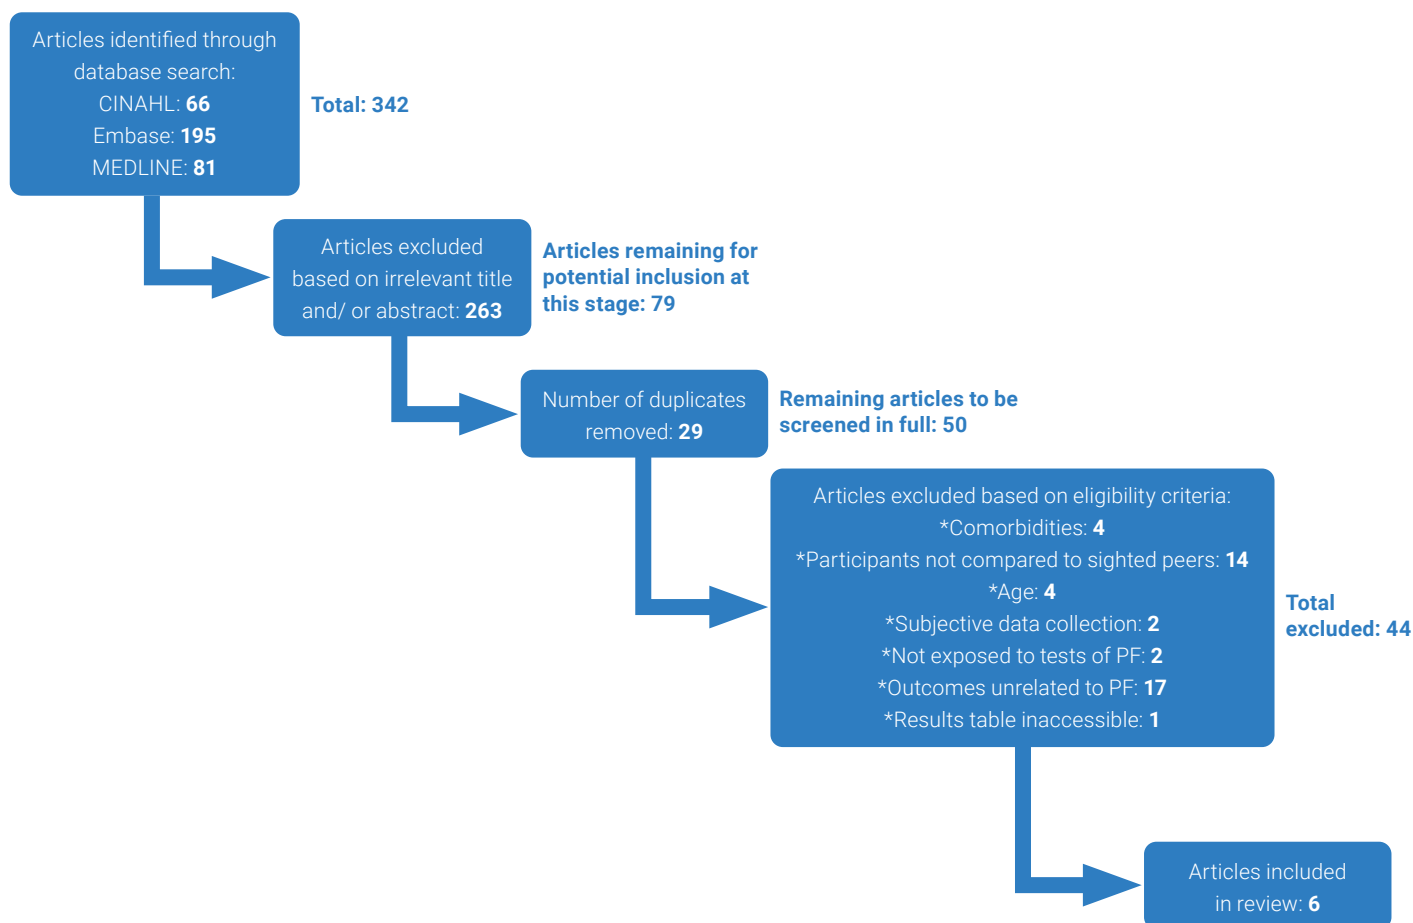 Articles identified through
database search:
CINAHL: 66
Embase: 195
MEDLINE: 81
Total: 342
Articles excluded
based on irrelevant title
and/ or abstract: 263
Articles remaining for
potential inclusion at
this stage: 79
Number of duplicates
removed: 29
Remaining articles to be
screened in full: 50
Articles excluded based on eligibility criteria:
*Comorbidities: 4
*Participants not compared to sighted peers: 14
*Age: 4
*Subjective data collection: 2
*Not exposed to tests of PF: 2
*Outcomes unrelated to PF: 17
*Results table inaccessible: 1
Total
excluded: 44
Articles included
in review: 6